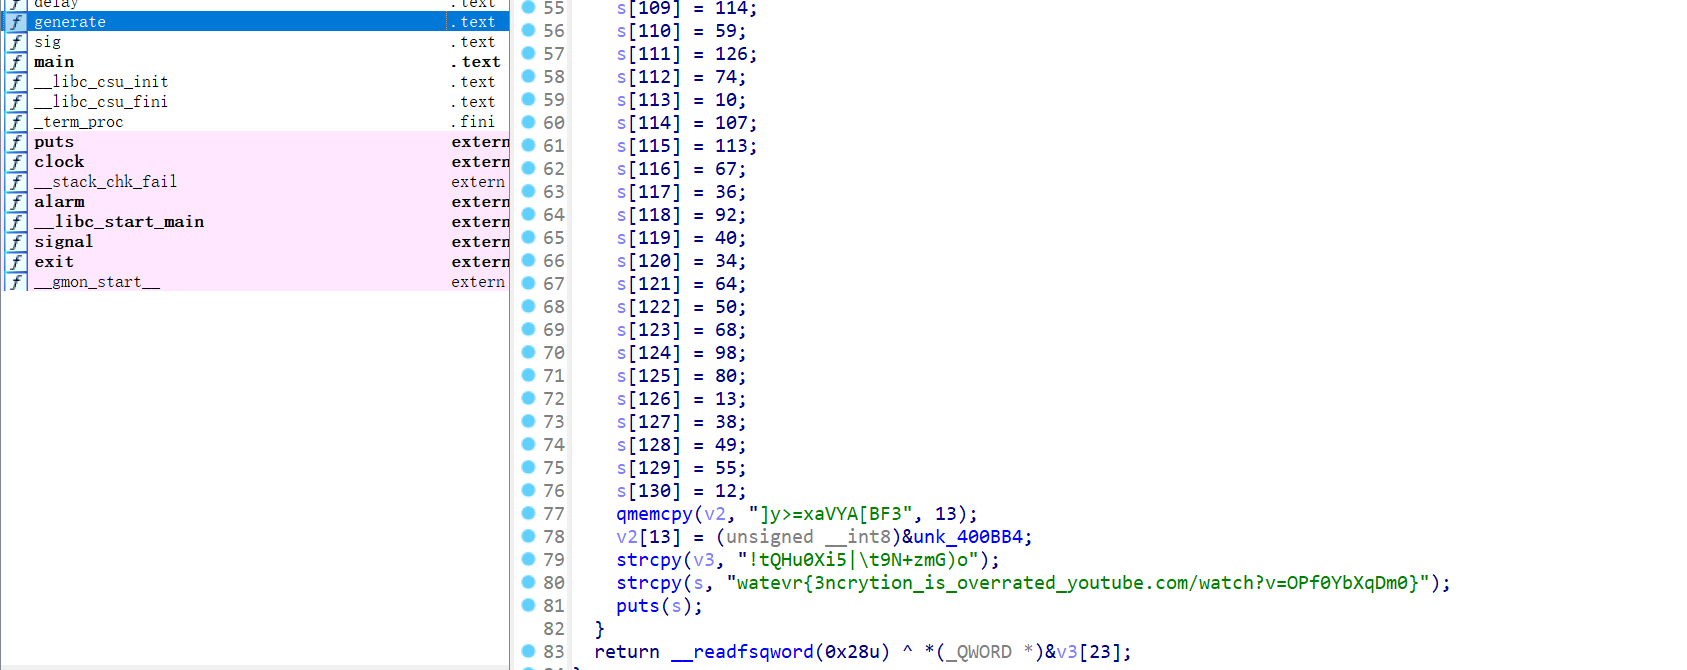 f delay .text
f generate .text
f sig .text
f main .text
f __libc_csu_init .text
f __libc_csu_fini .text
f _term_proc .fini
f puts extern
f clock extern
f __stack_chk_fail extern
f alarm extern
f __libc_start_main extern
f signal extern
f exit extern
f __gmon_start__ extern
55 s[109] = 114;
56 s[110] = 59;
57 s[111] = 126;
58 s[112] = 74;
59 s[113] = 10;
60 s[114] = 107;
61 s[115] = 113;
62 s[116] = 67;
63 s[117] = 36;
64 s[118] = 92;
65 s[119] = 40;
66 s[120] = 34;
67 s[121] = 64;
68 s[122] = 50;
69 s[123] = 68;
70 s[124] = 98;
71 s[125] = 80;
72 s[126] = 13;
73 s[127] = 38;
74 s[128] = 49;
75 s[129] = 55;
76 s[130] = 12;
77 qmemcpy(v2, "]y>=xaVYA[BF3", 13);
78 v2[13] = (unsigned __int8)&unk_400BB4;
79 strcpy(v3, "!tQHu0Xi5|\t9N+zmG)o");
80 strcpy(s, "watevr{3ncrytion_is_overrated_youtube.com/watch?v=OPf0YbXqDm0}");
81 puts(s);
82 }
83 return __readfsqword(0x28u) ^ *(_QWORD *)&v3[23];